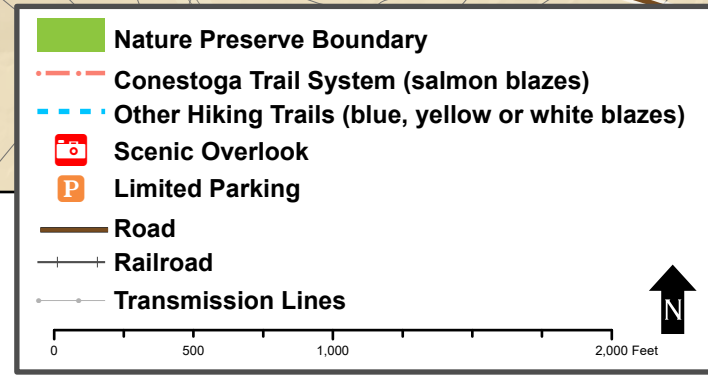 Nature Preserve Boundary
Conestoga Trail System (salmon blazes)
Other Hiking Trails (blue, yellow or white blazes)
Scenic Overlook
P Limited Parking
Road
Railroad
Transmission Lines
N
0 500 1,000 2,000 Feet